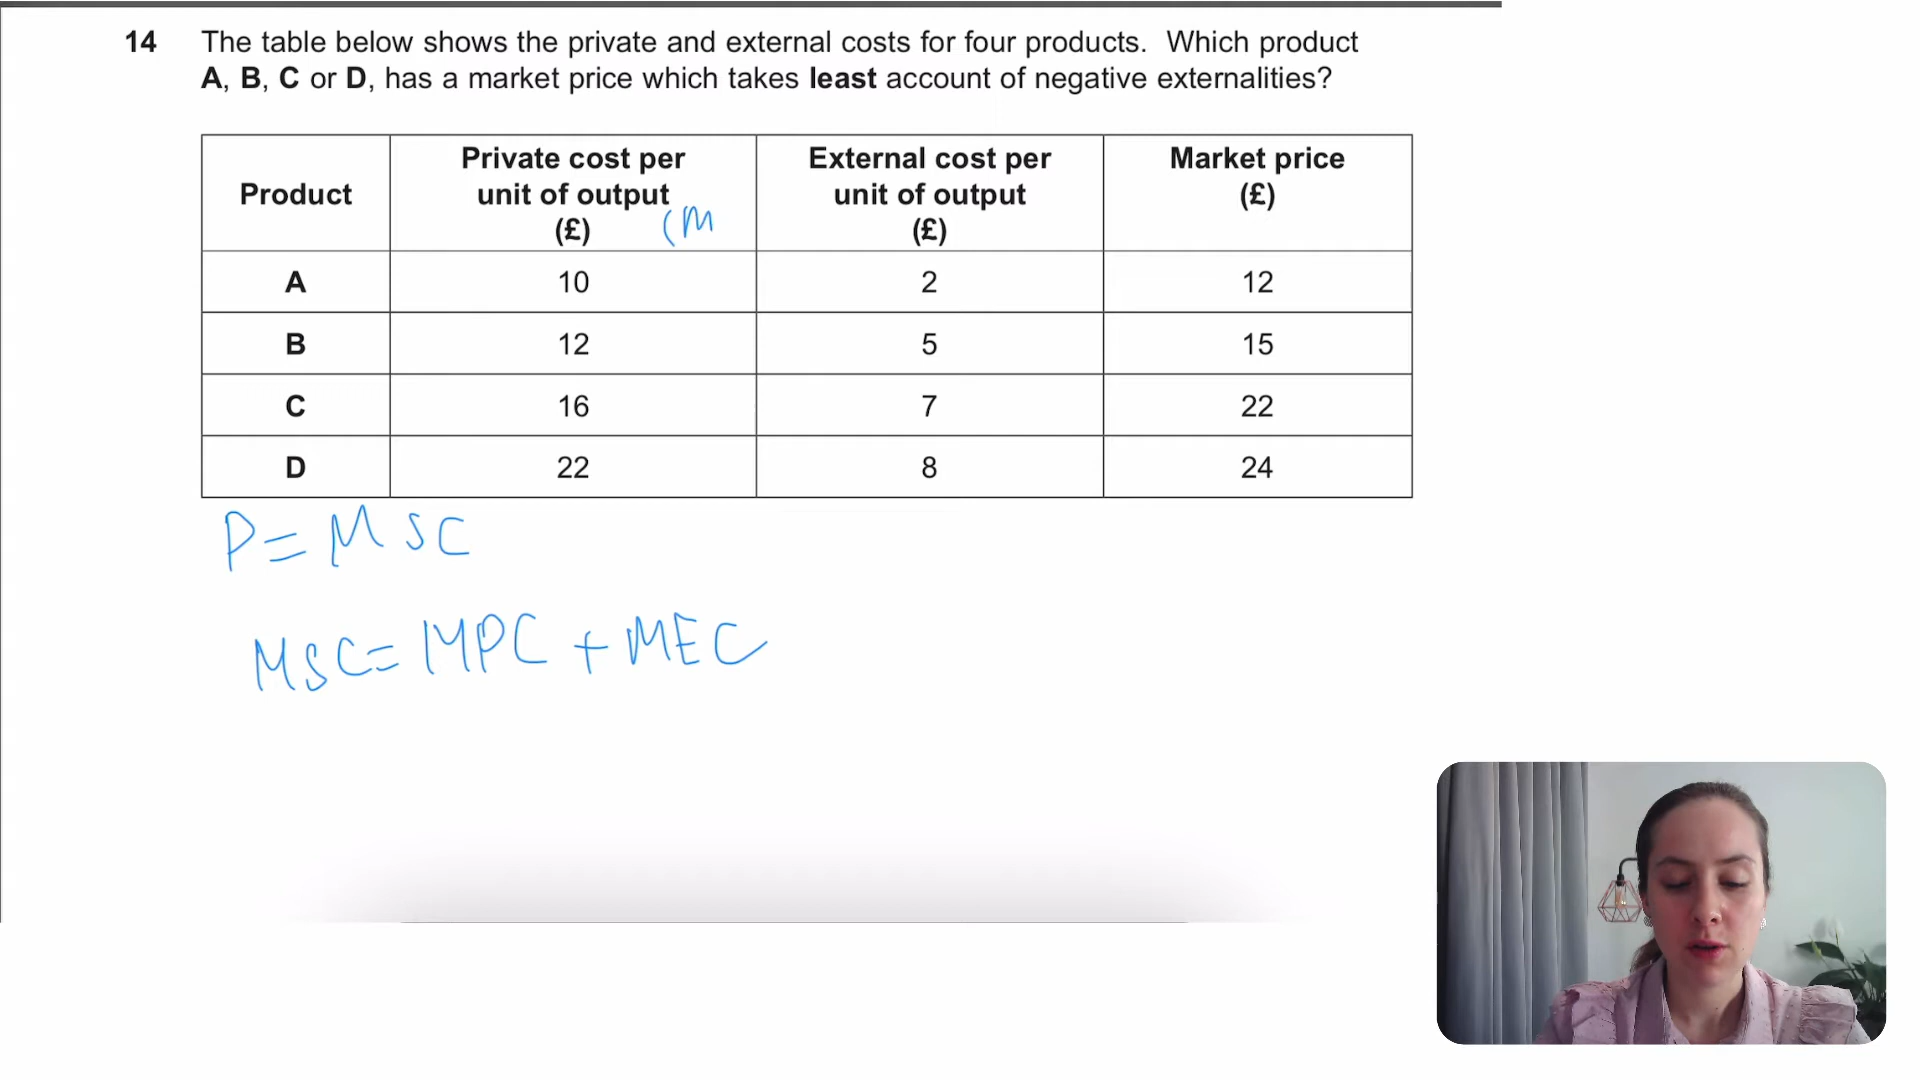 14 The table below shows the private and external costs for four products. Which product
A, B, C or D, has a market price which takes least account of negative externalities?
Product
Private cost per
unit of output
(£)
(M
External cost per
unit of output
(£)
Market price
(£)
A 10 2 12
B 12 5 15
C 16 7 22
D 22 8 24
P = MSC
MSC = MPC + MEC